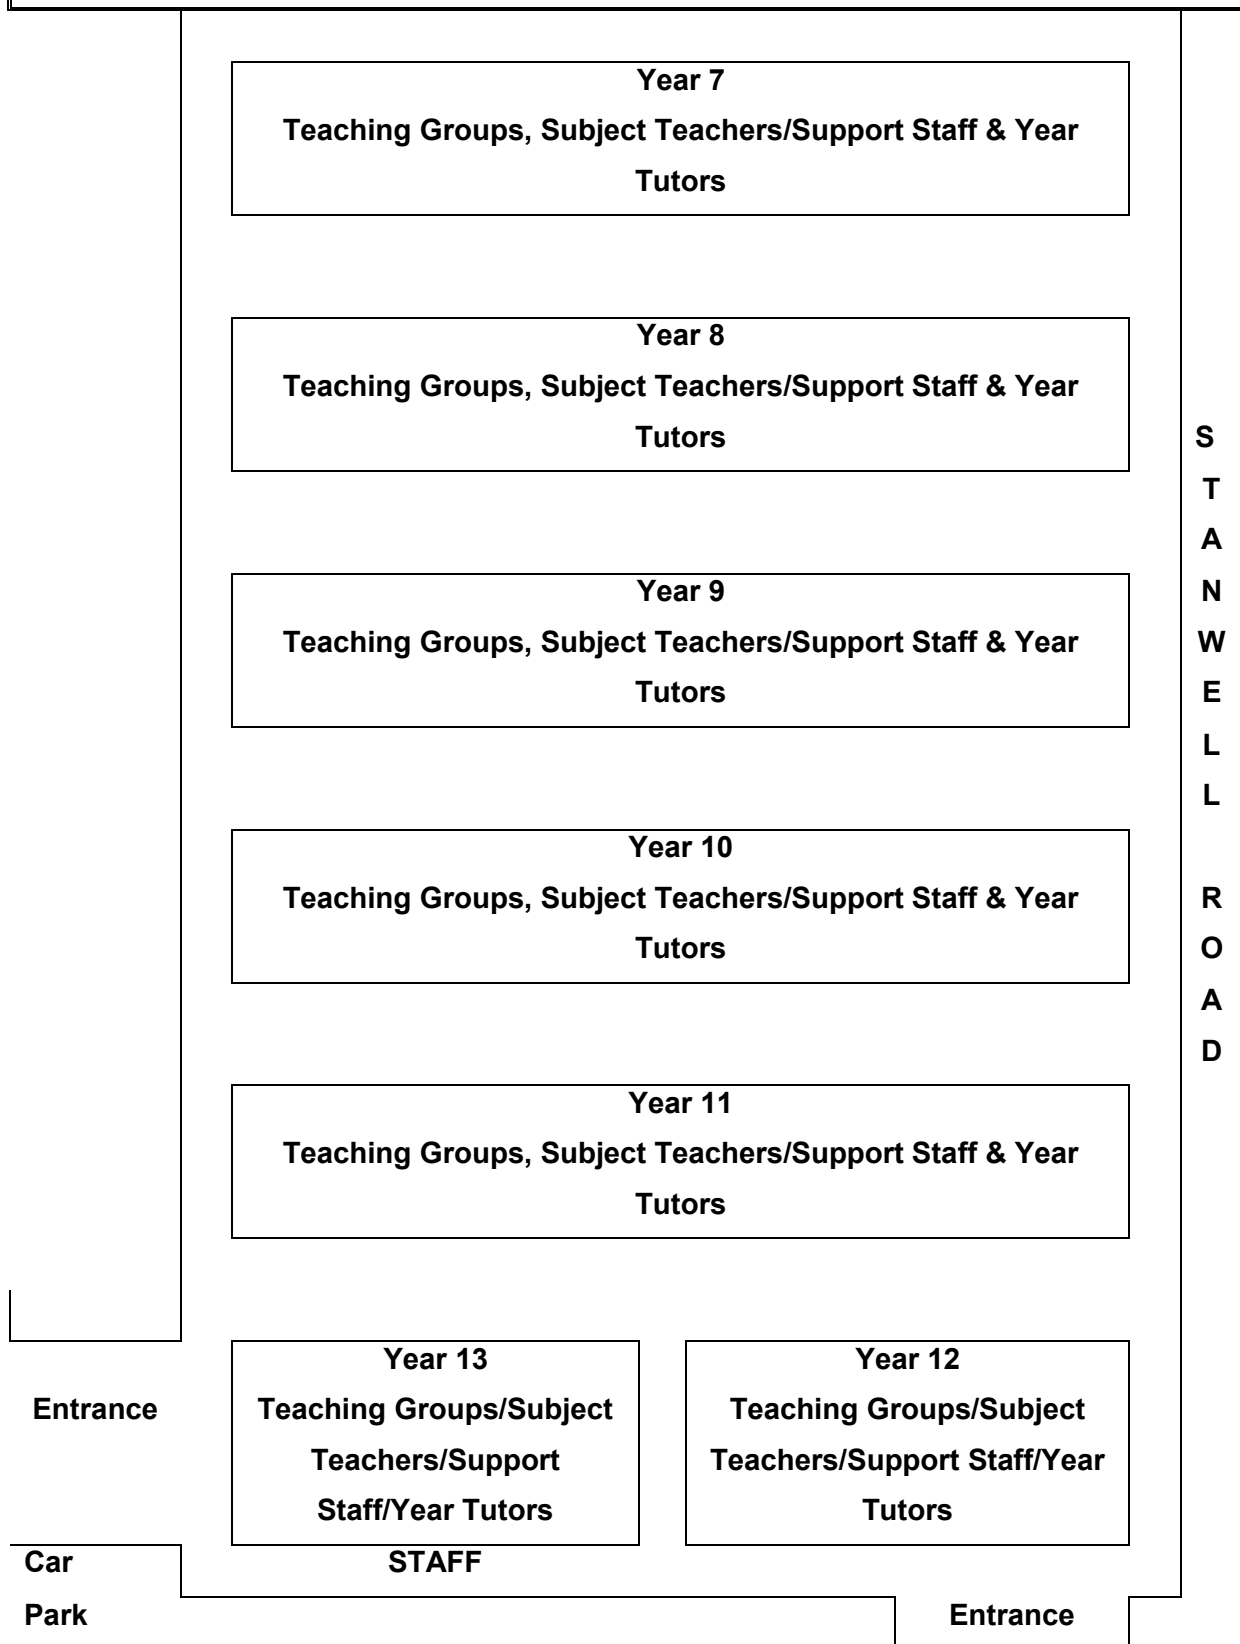 Year 7
Teaching Groups, Subject Teachers/Support Staff & Year
Tutors
Year 8
Teaching Groups, Subject Teachers/Support Staff & Year
Tutors
Year 9
Teaching Groups, Subject Teachers/Support Staff & Year
Tutors
Year 10
Teaching Groups, Subject Teachers/Support Staff & Year
Tutors
Year 11
Teaching Groups, Subject Teachers/Support Staff & Year
Tutors
STANWELL ROAD
Entrance
Year 13
Teaching Groups/Subject
Teachers/Support
Staff/Year Tutors
Year 12
Teaching Groups/Subject
Teachers/Support Staff/Year
Tutors
Car
Park
STAFF
Entrance